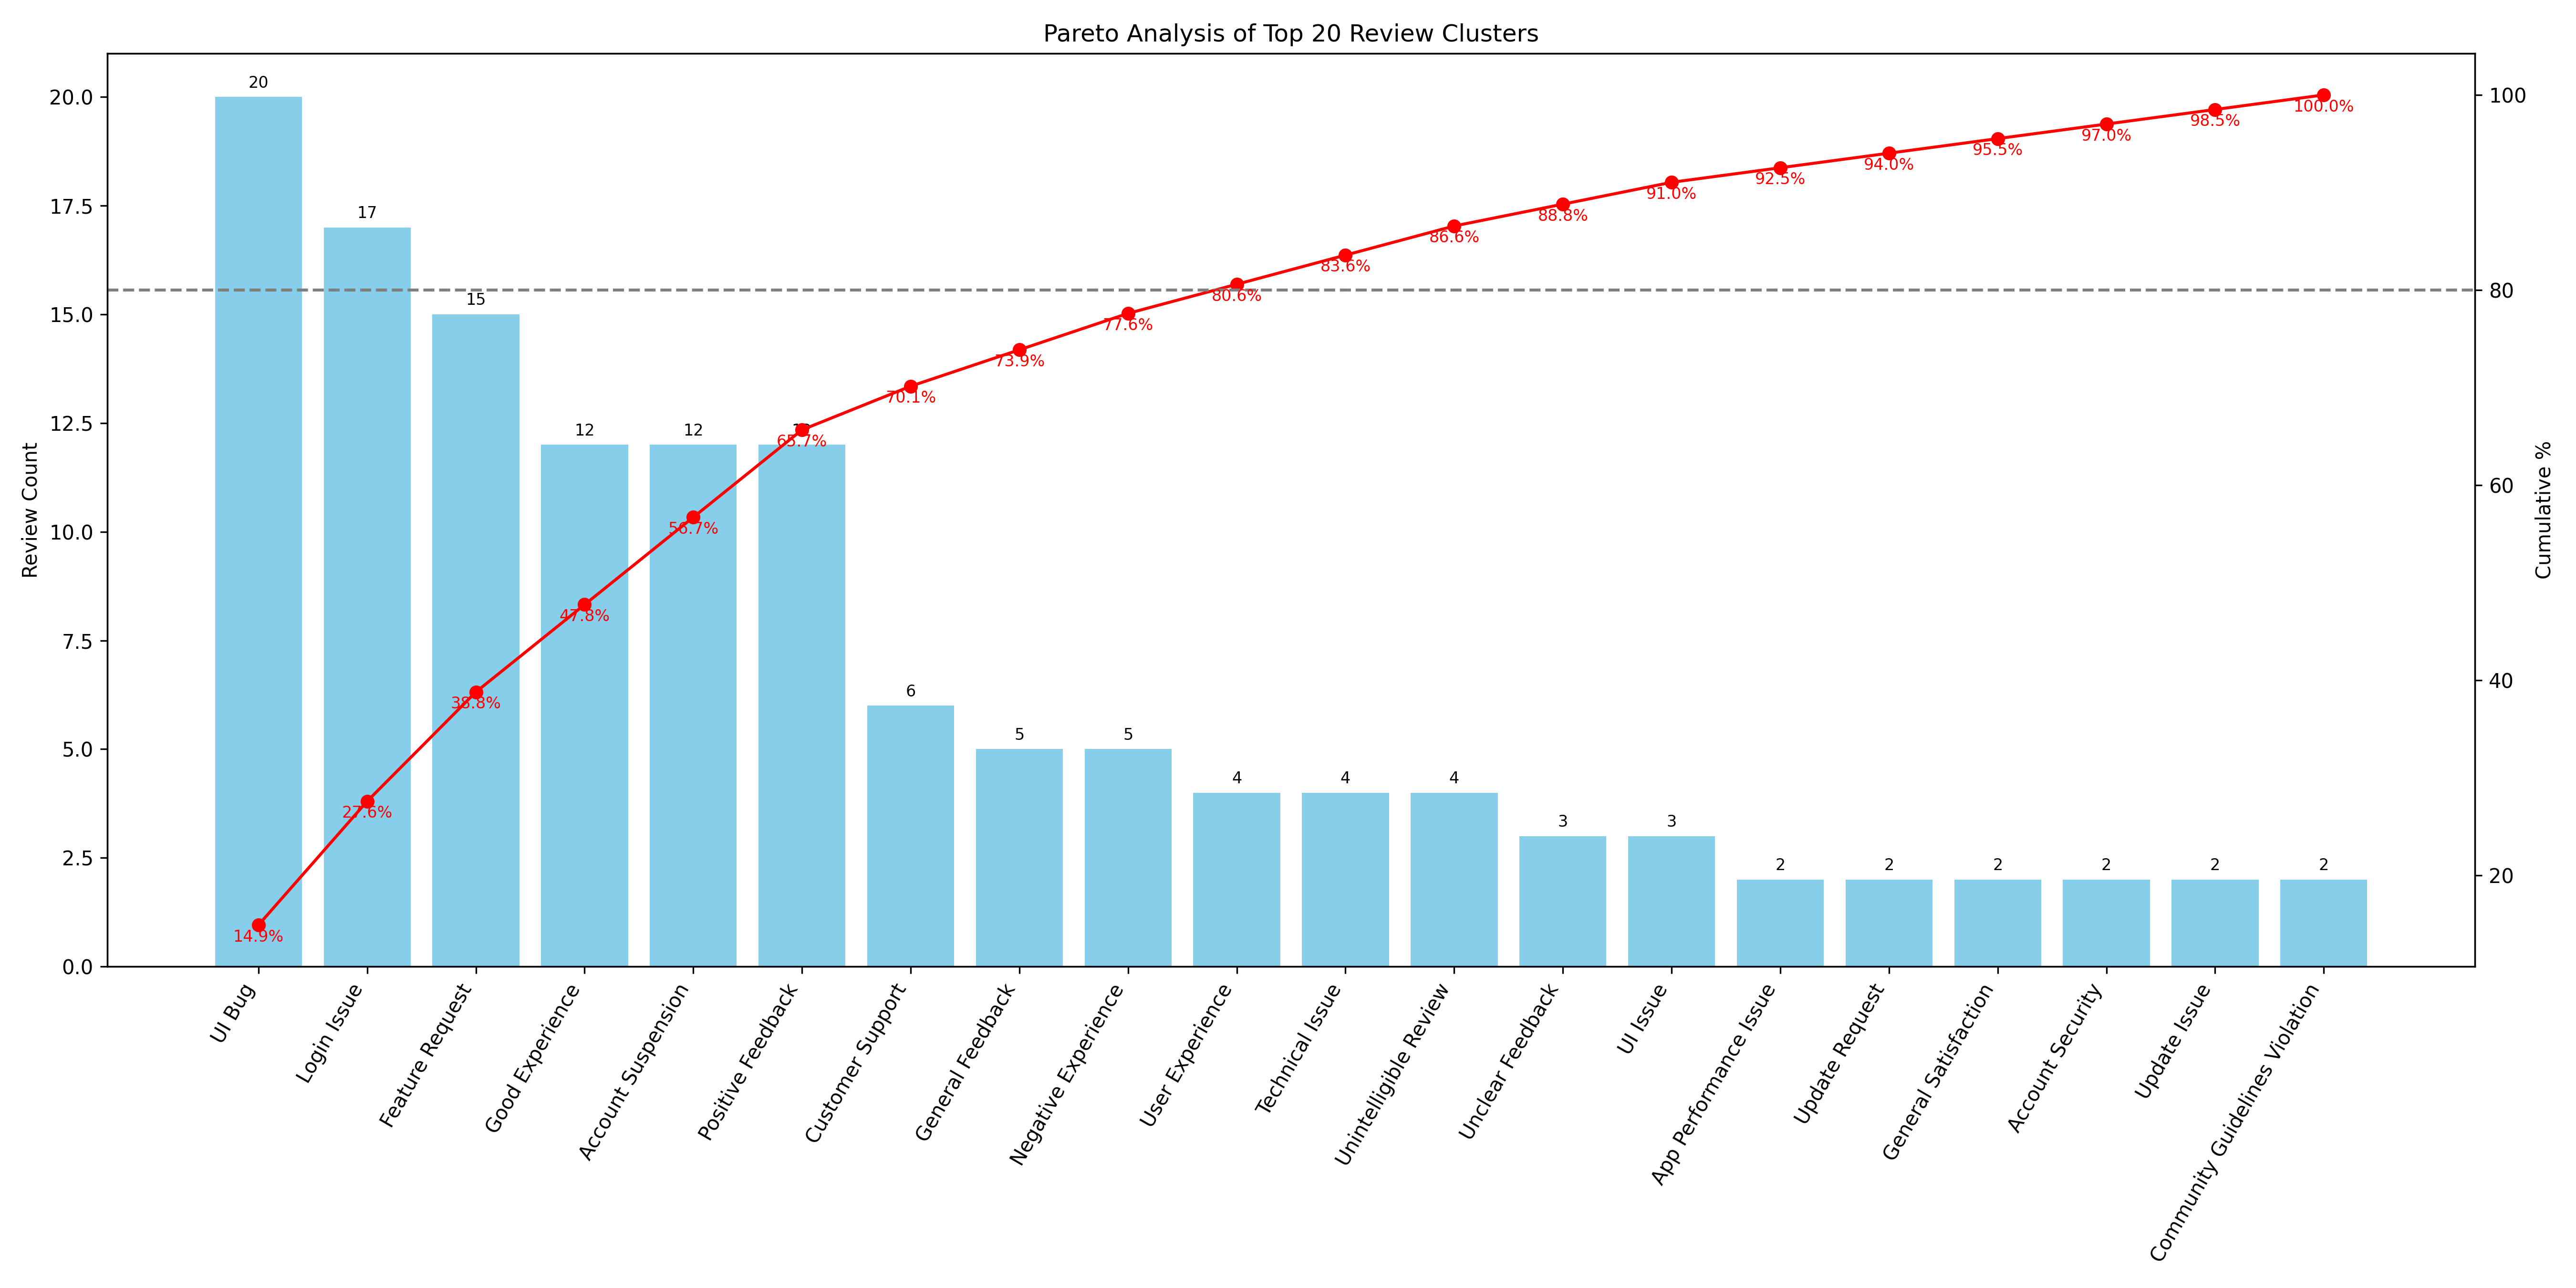 Pareto Analysis of Top 20 Review Clusters
Review Count
20.0
17.5
15.0
12.5
10.0
7.5
5.0
2.5
0.0
20
17
15
12
12
6
5
5
4
4
4
3
3
2
2
2
2
2
2
14.9%
27.6%
38.8%
47.8%
56.7%
65.7%
70.1%
73.9%
77.6%
80.6%
83.6%
86.6%
88.8%
91.0%
92.5%
94.0%
95.5%
97.0%
98.5%
100.0%
100
80
60
40
20
Cumulative %
UI Bug
Login Issue
Feature Request
Good Experience
Account Suspension
Positive Feedback
Customer Support
General Feedback
Negative Experience
User Experience
Technical Issue
Unintelligible Review
Unclear Feedback
UI Issue
App Performance Issue
Update Request
General Satisfaction
Account Security
Update Issue
Community Guidelines Violation